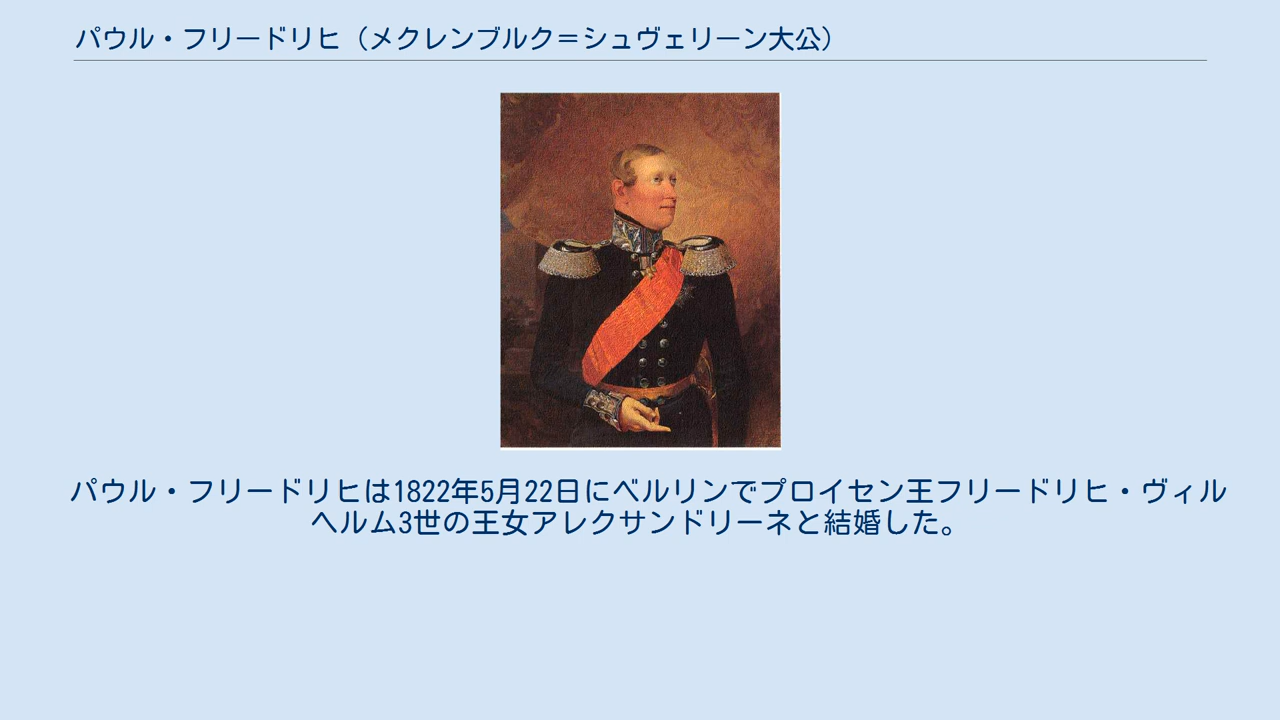 パウル・フリードリヒ（メクレンブルク＝シュヴェリーン大公）
パウル・フリードリヒは1822年5月22日にベルリンでプロイセン王フリードリヒ・ヴィル
ヘルム3世の王女アレクサンドリーネと結婚した。